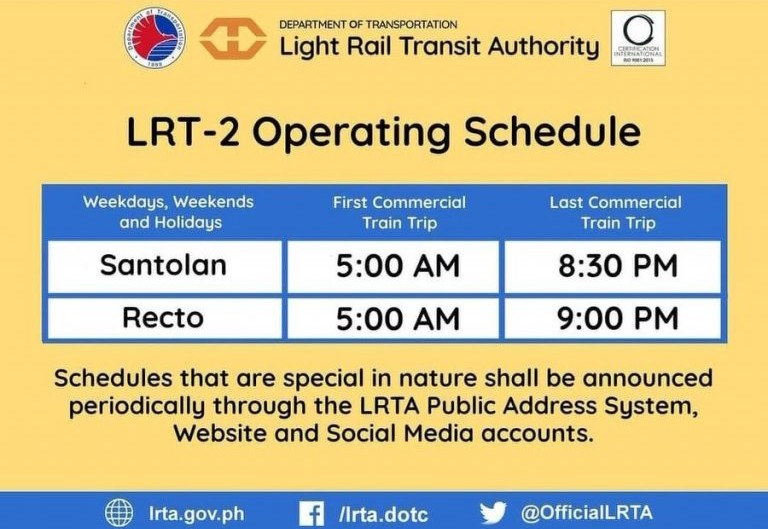 DEPARTMENT OF TRANSPORTATION
Light Rail Transit Authority
Department of Transportation
1899
CERTIFICATION
INTERNATIONAL
ISO 9001:2015
LRT-2 Operating Schedule
Weekdays, Weekends
and Holidays
First Commercial
Train Trip
Last Commercial
Train Trip
Santolan 5:00 AM 8:30 PM
Recto 5:00 AM 9:00 PM
Schedules that are special in nature shall be announced
periodically through the LRTA Public Address System,
Website and Social Media accounts.
lrta.gov.ph /lrta.dotc @OfficialLRTA